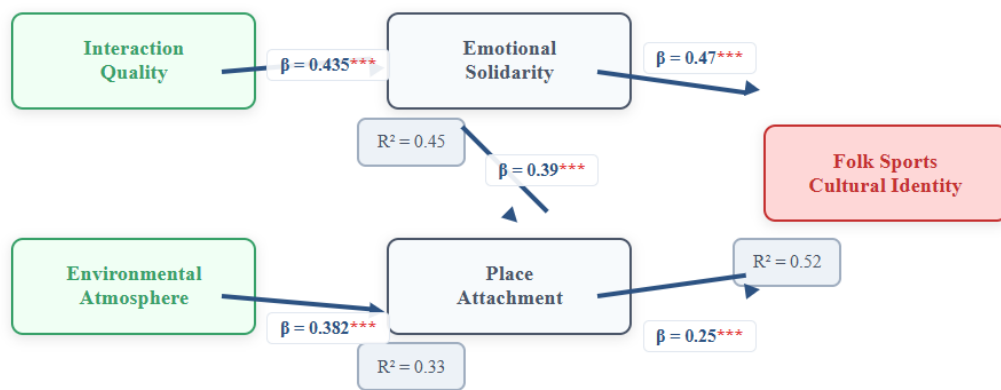 Interaction
Quality
β = 0.435***
Emotional
Solidarity
β = 0.47***
R² = 0.45
β = 0.39***
Folk Sports
Cultural Identity
Environmental
Atmosphere
β = 0.382***
Place
Attachment
R² = 0.52
β = 0.25***
R² = 0.33